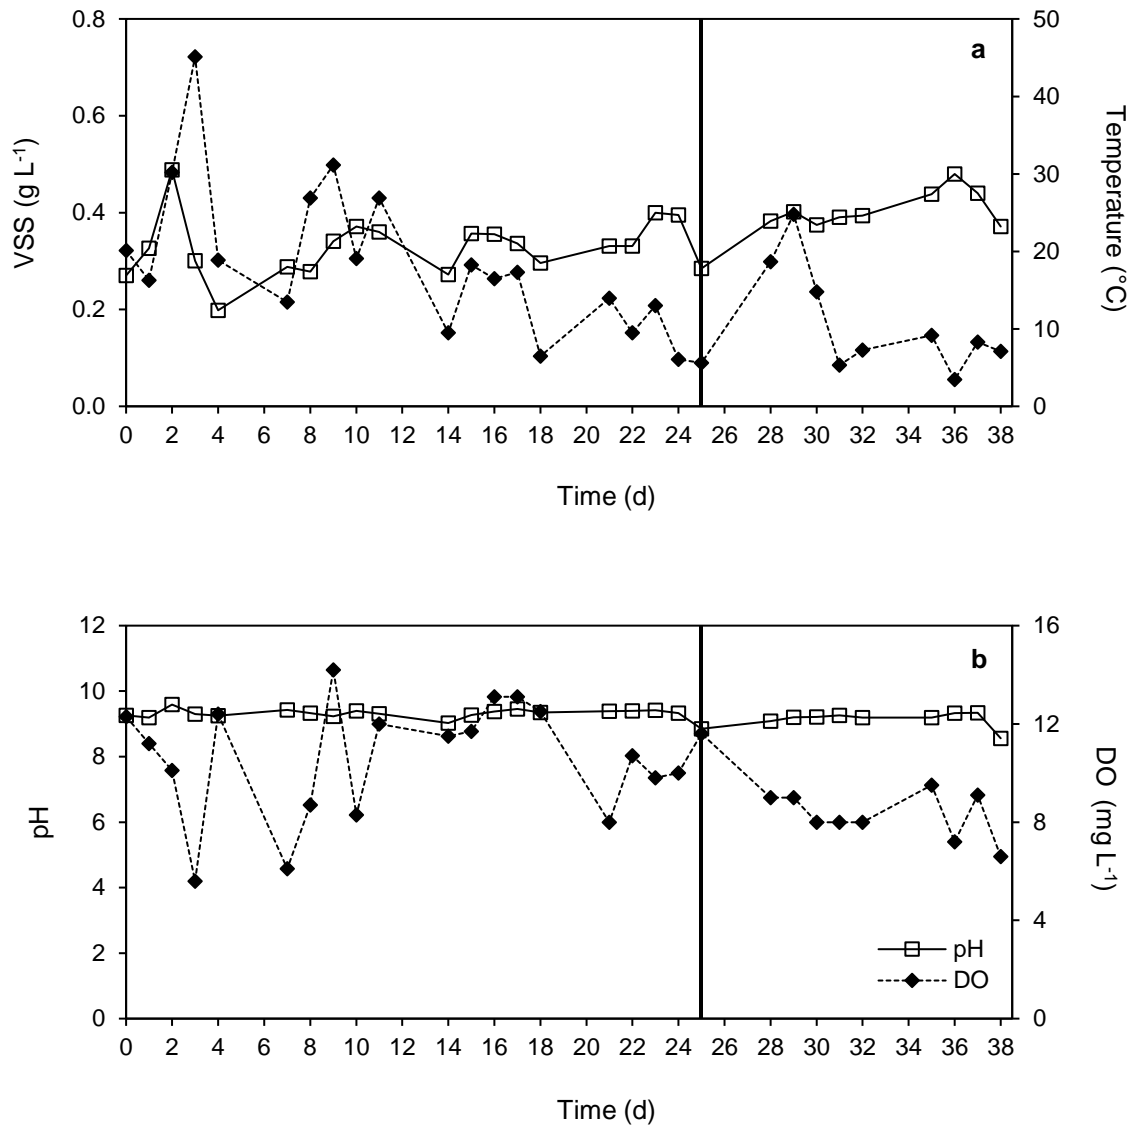 0.8
0.6
0.4
0.2
0.0
VSS (g L-1)
50
40
30
20
10
0
Temperature (°C)
a
0 2 4 6 8 10 12 14 16 18 20 22 24 26 28 30 32 34 36 38
Time (d)
12
10
8
6
4
2
0
pH
16
12
8
4
0
DO (mg L-1)
b
pH
DO
0 2 4 6 8 10 12 14 16 18 20 22 24 26 28 30 32 34 36 38
Time (d)